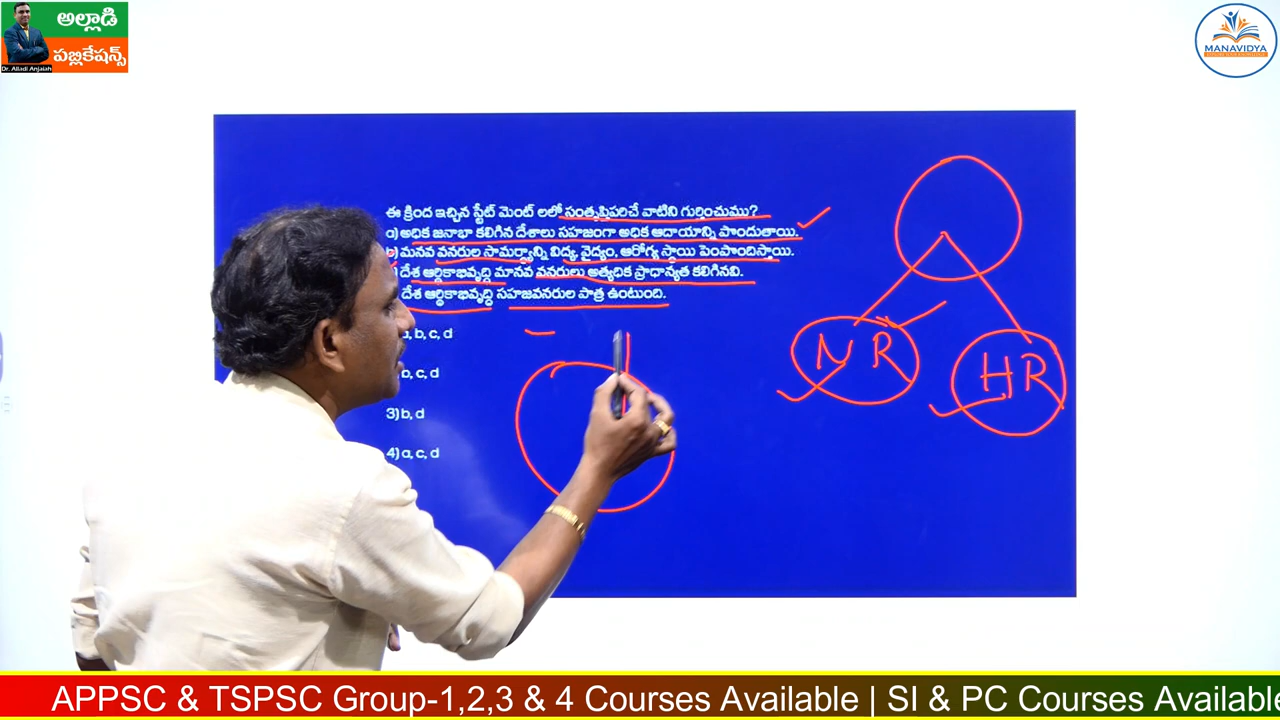 అల్లాడి
పబ్లికేషన్స్
Dr. Alladi Anjaiah
MANAVIDYA
ఈ క్రింద ఇచ్చిన స్టేట్ మెంట్ లలో సంతృప్తిపరిచే వాటిని గుర్తించుము?
a) అధిక జనాభా కలిగిన దేశాలు సహజంగా అధిక ఆదాయాన్ని పొందుతాయి.
b) మానవ వనరుల సామర్థ్యాన్ని విద్య, వైద్యం, ఆరోగ్య స్థాయి పెంపొందిస్తాయి.
దేశ ఆర్థికాభివృద్ధి మానవ వనరులు అత్యధిక ప్రాధాన్యత కలిగినవి.
దేశ ఆర్థికాభివృద్ధి సహజవనరుల పాత్ర ఉంటుంది.
a, b, c, d
b, c, d
3) b, d
4) a, c, d
NR
HR
APPSC & TSPSC Group-1,2,3 & 4 Courses Available | SI & PC Courses Available